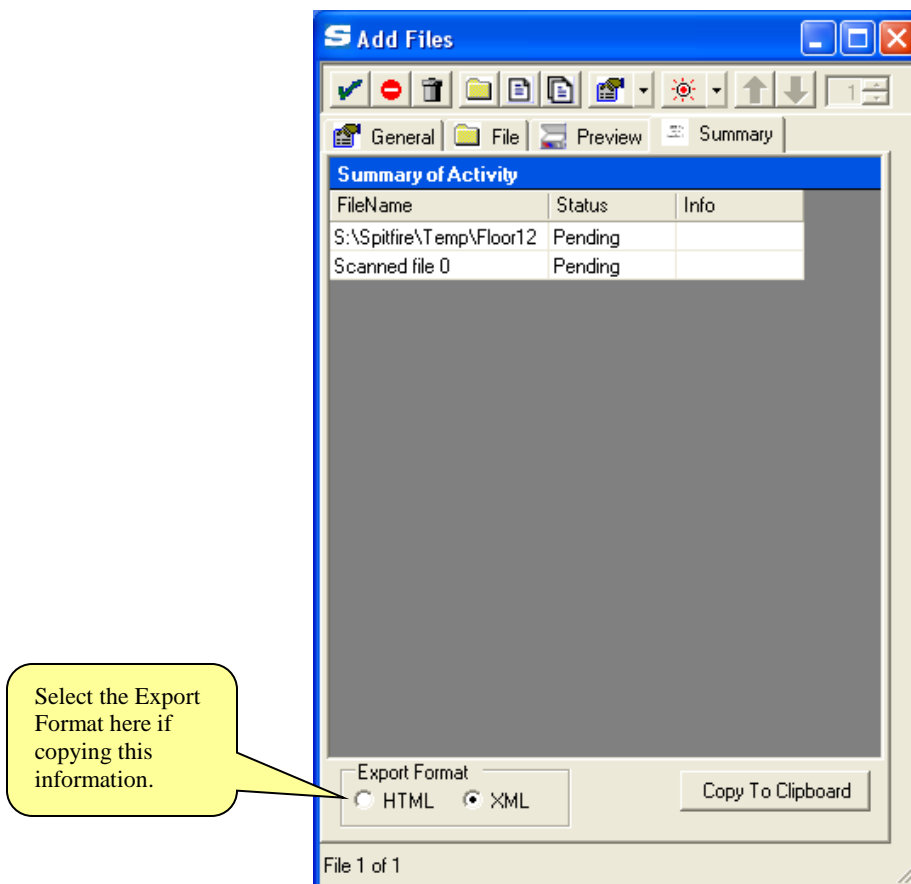 S Add Files
1
General File Preview Summary
Summary of Activity
FileName Status Info
S:\Spitfire\Temp\Floor12 Pending
Scanned file 0 Pending
Select the Export
Format here if
copying this
information.
Export Format
HTML XML
Copy To Clipboard
File 1 of 1